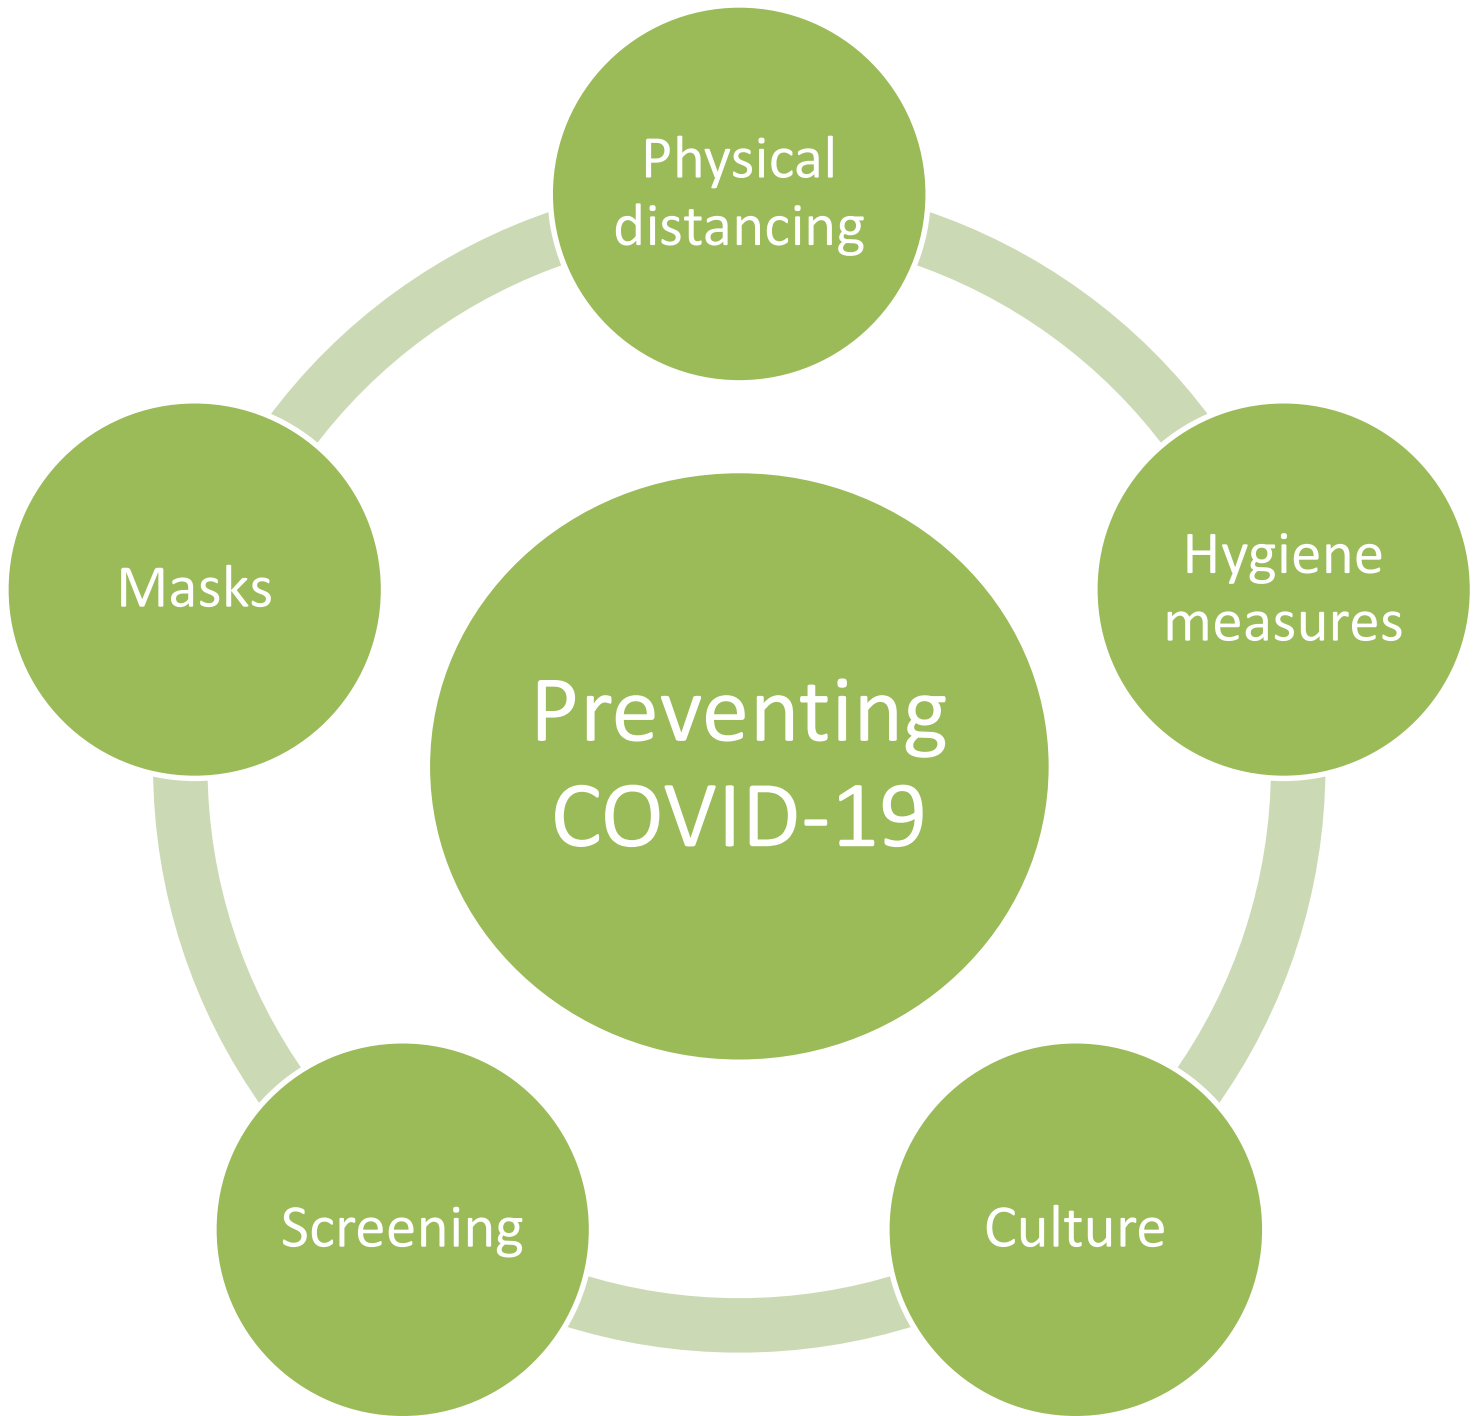 Physical
distancing
Hygiene
measures
Culture
Screening
Masks
Preventing
COVID-19